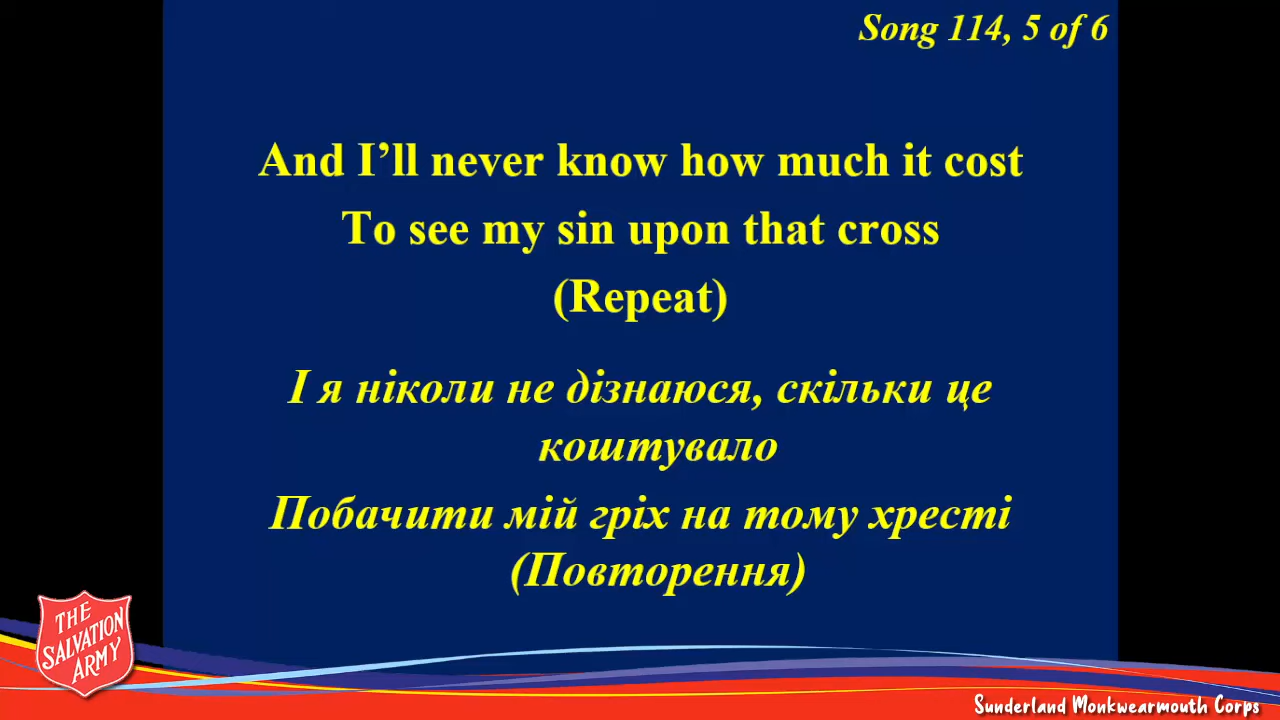 Song 114, 5 of 6
And I’ll never know how much it cost
To see my sin upon that cross
(Repeat)
І я ніколи не дізнаюся, скільки це
коштувало
Побачити мій гріх на тому хресті
(Повторення)
THE
SALVATION
ARMY
Sunderland Monkwearmouth Corps